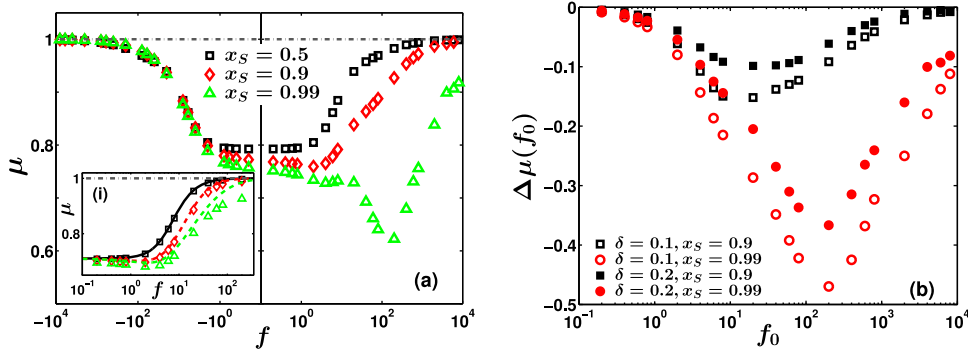 1
0.8
0.6
μ
x_S = 0.5
x_S = 0.9
x_S = 0.99
(i)
1
0.8
μ
10^-1 10^0 10^1 10^2
f
(a)
-10^4 -10^2 -10^0 10^0 10^2 10^4
f
0
-0.1
-0.2
-0.3
-0.4
-0.5
Δμ(f_0)
δ = 0.1, x_S = 0.9
δ = 0.1, x_S = 0.99
δ = 0.2, x_S = 0.9
δ = 0.2, x_S = 0.99
(b)
10^-1 10^0 10^1 10^2 10^3 10^4
f_0